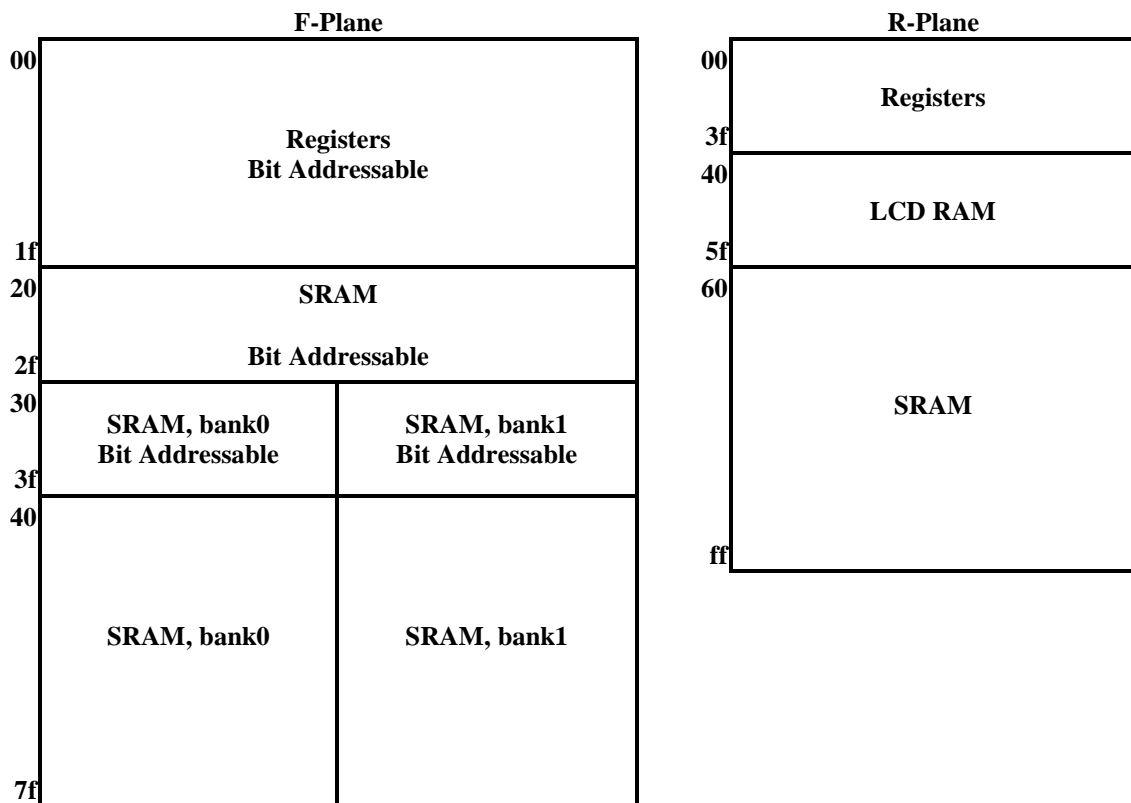 F-Plane
00
Registers
Bit Addressable
1f
20
SRAM
Bit Addressable
2f
30
SRAM, bank0
Bit Addressable
SRAM, bank1
Bit Addressable
3f
40
SRAM, bank0
SRAM, bank1
7f
R-Plane
00
Registers
3f
40
LCD RAM
5f
60
SRAM
ff